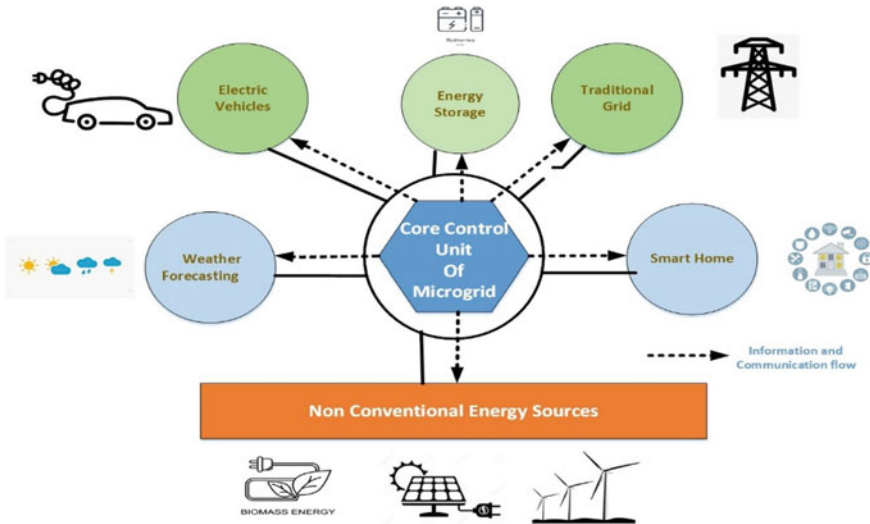 Batteries
Electric
Vehicles
Energy
Storage
Traditional
Grid
Core Control
Unit
Of
Microgrid
Weather
Forecasting
Smart Home
Information and
Communication flow
Non Conventional Energy Sources
BIOMASS ENERGY